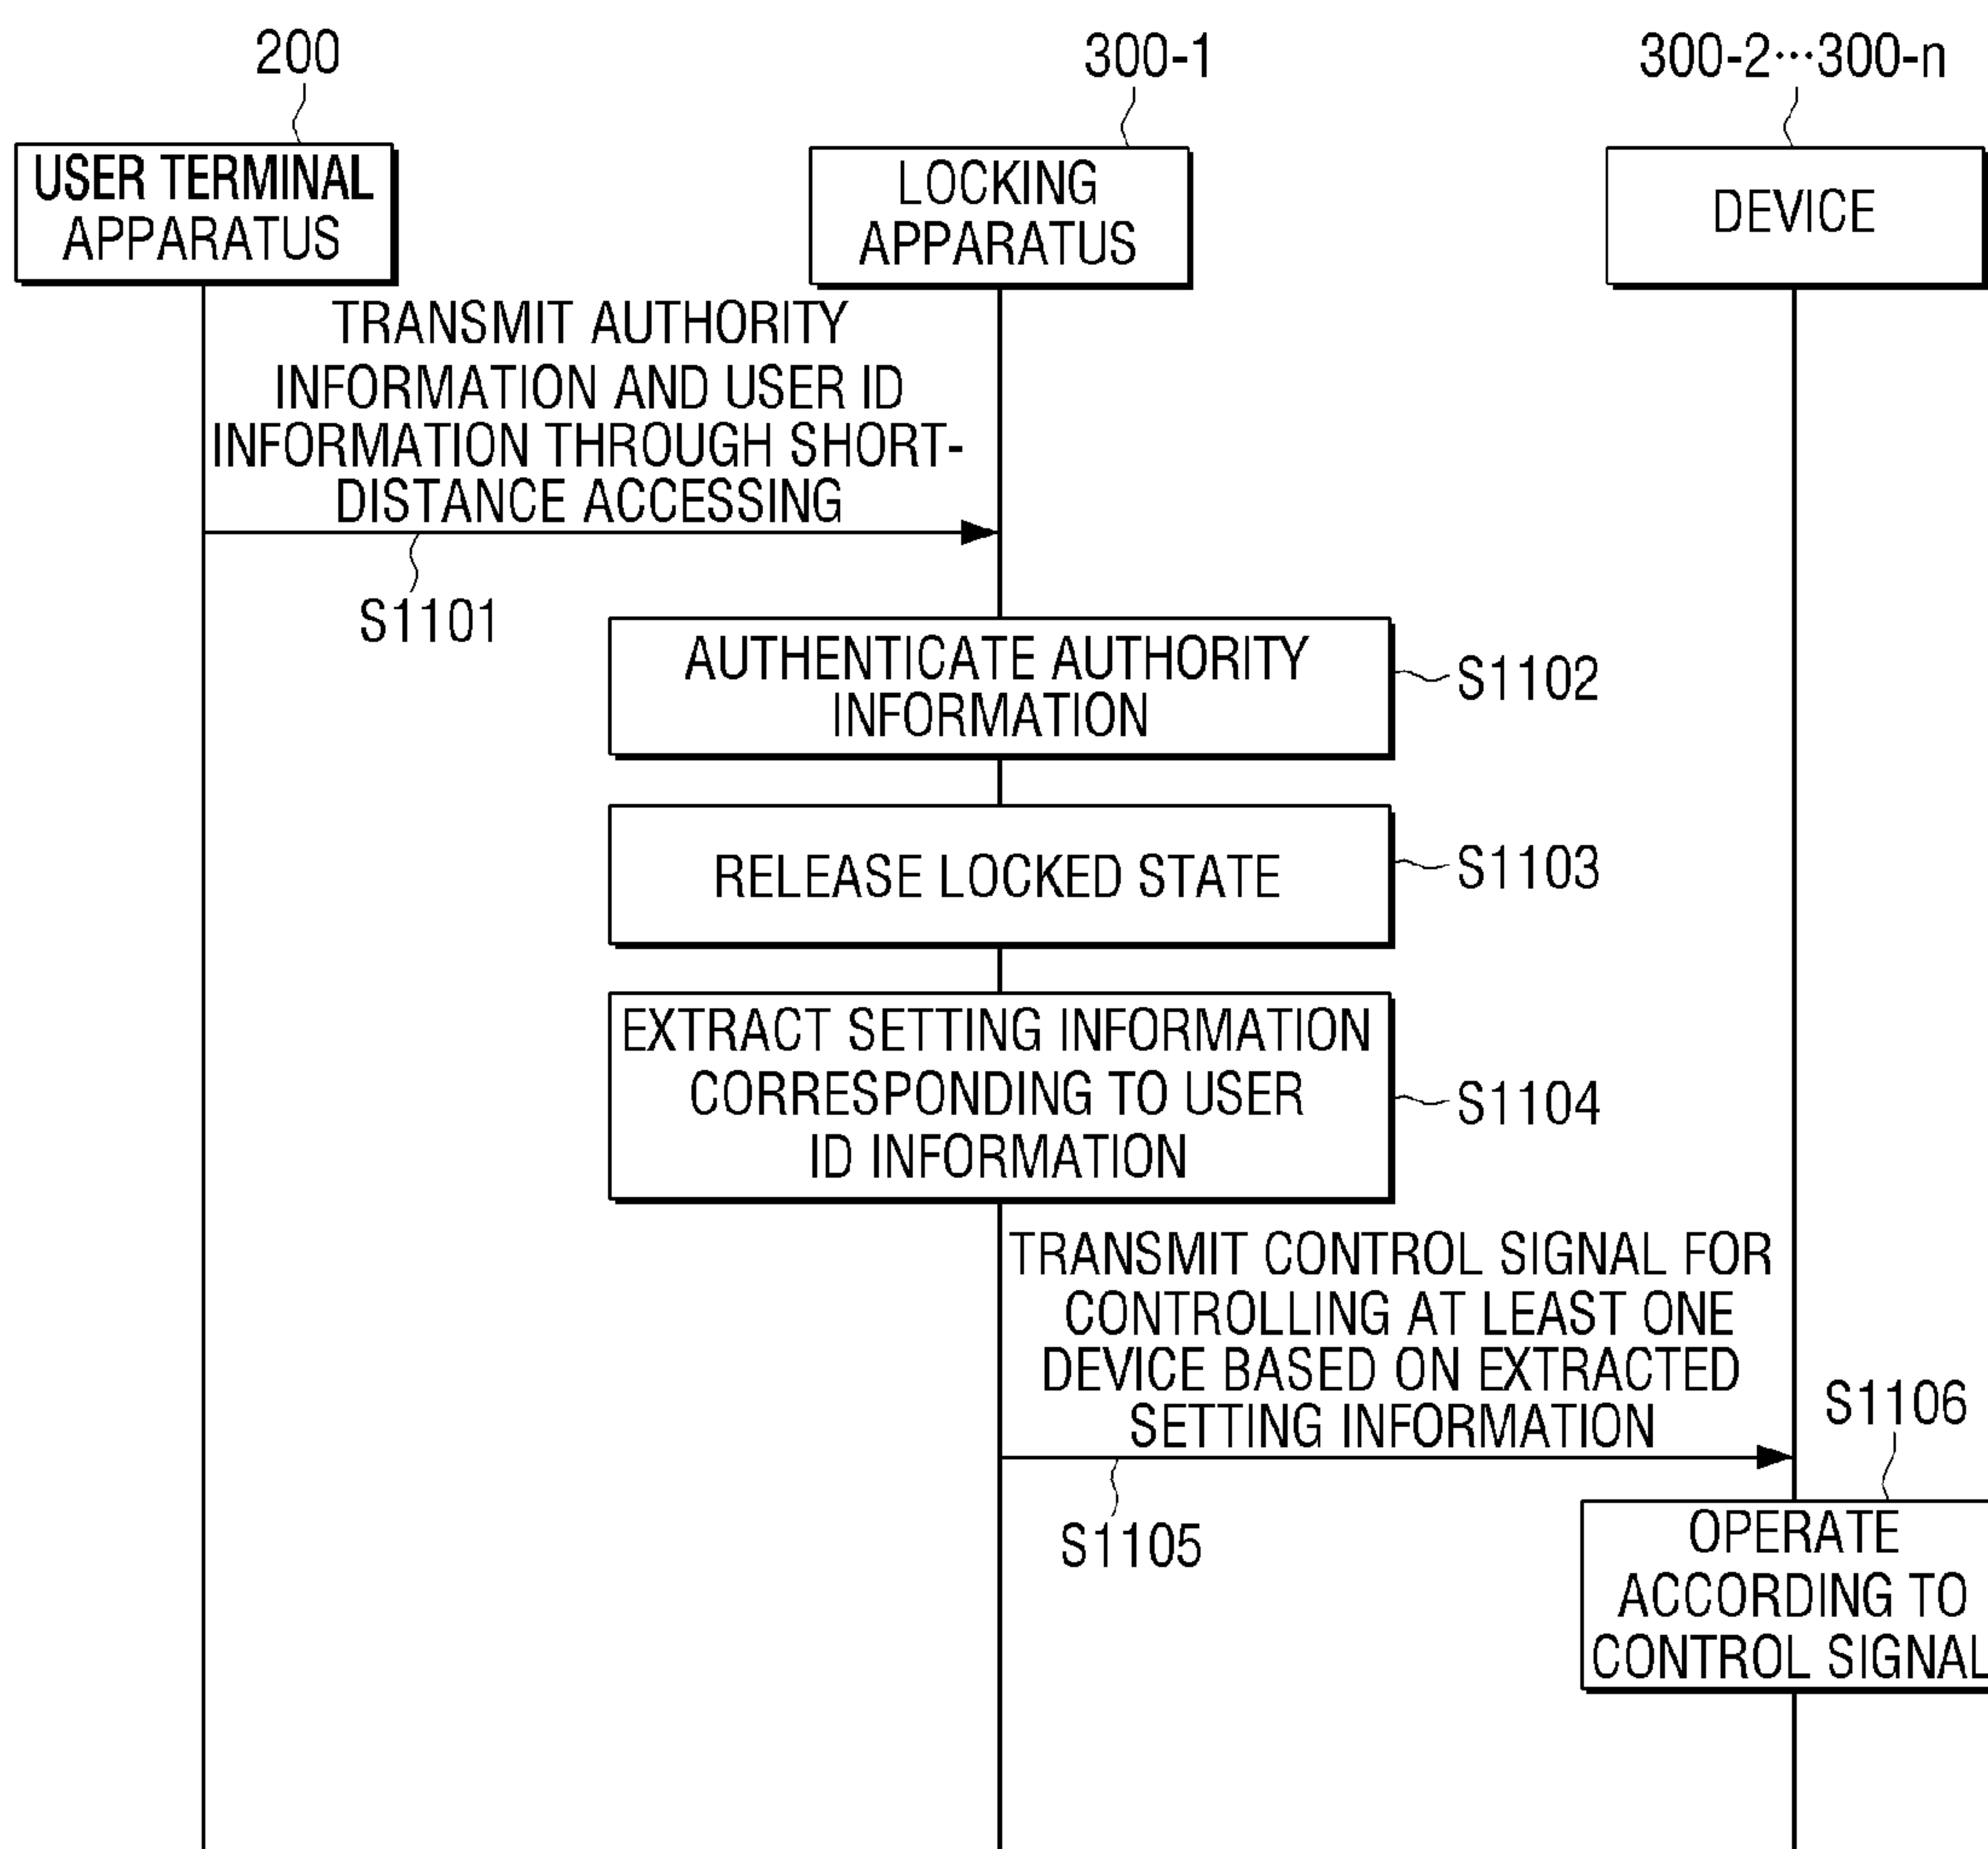 200
300-1
300-2···300-n
USER TERMINAL
APPARATUS
LOCKING
APPARATUS
DEVICE
TRANSMIT AUTHORITY
INFORMATION AND USER ID
INFORMATION THROUGH SHORT-
DISTANCE ACCESSING
S1101
AUTHENTICATE AUTHORITY
INFORMATION
S1102
RELEASE LOCKED STATE
S1103
EXTRACT SETTING INFORMATION
CORRESPONDING TO USER
ID INFORMATION
S1104
TRANSMIT CONTROL SIGNAL FOR
CONTROLLING AT LEAST ONE
DEVICE BASED ON EXTRACTED
SETTING INFORMATION
S1105
S1106
OPERATE
ACCORDING TO
CONTROL SIGNAL